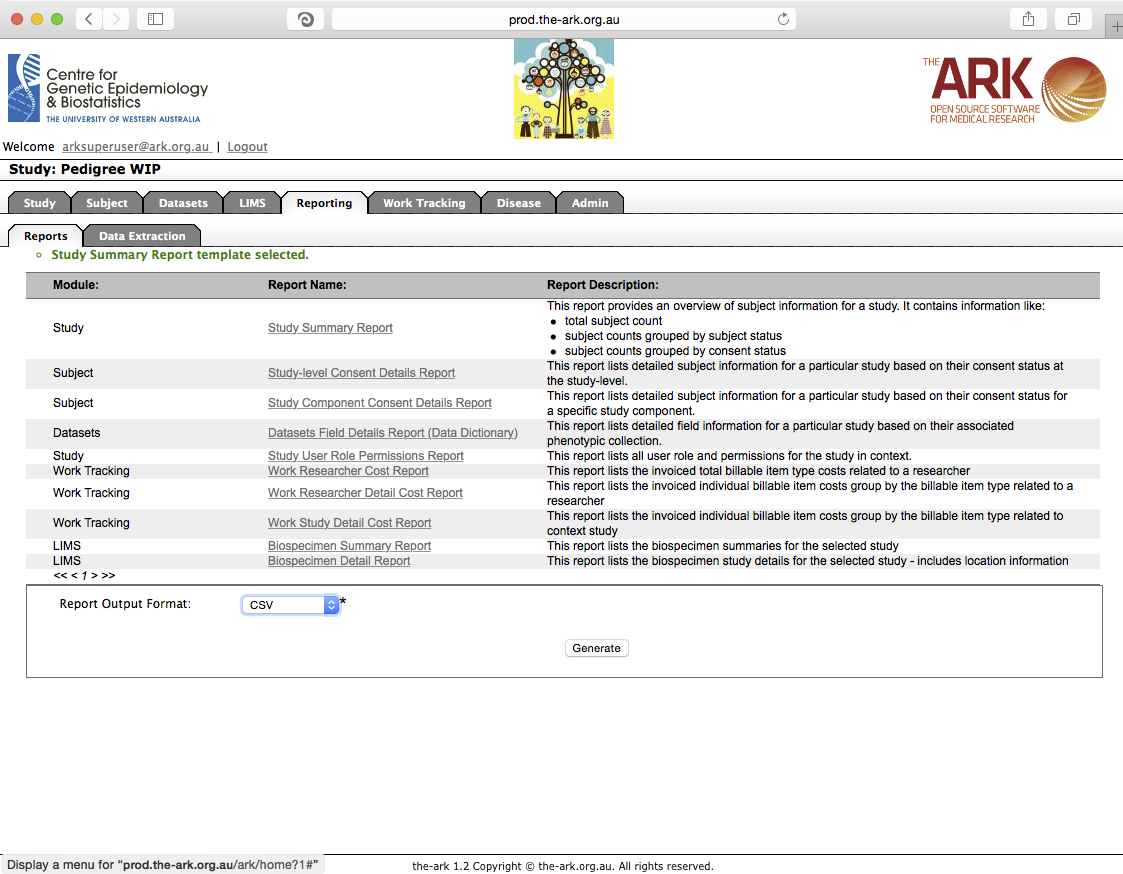 prod.the-ark.org.au
Centre for
Genetic Epidemiology
& Biostatistics
THE UNIVERSITY OF WESTERN AUSTRALIA
THE
ARK
OPEN SOURCE SOFTWARE
FOR MEDICAL RESEARCH
Welcome arksuperuser@ark.org.au | Logout
Study: Pedigree WIP
Study Subject Datasets LIMS Reporting Work Tracking Disease Admin
Reports Data Extraction
Study Summary Report template selected.
Module: Report Name: Report Description:
This report provides an overview of subject information for a study. It contains information like:
• total subject count
Study Study Summary Report
• subject counts grouped by subject status
• subject counts grouped by consent status
Subject Study-level Consent Details Report This report lists detailed subject information for a particular study based on their consent status at
the study-level.
Subject Study Component Consent Details Report This report lists detailed subject information for a particular study based on their consent status for
a specific study component.
Datasets Datasets Field Details Report (Data Dictionary) This report lists detailed field information for a particular study based on their associated
phenotypic collection.
Study Study User Role Permissions Report This report lists all user role and permissions for the study in context.
Work Tracking Work Researcher Cost Report This report lists the invoiced total billable item type costs related to a researcher
Work Tracking Work Researcher Detail Cost Report This report lists the invoiced individual billable item costs group by the billable item type related to a
researcher
Work Tracking Work Study Detail Cost Report This report lists the invoiced individual billable item costs group by the billable item type related to
context study
LIMS Biospecimen Summary Report This report lists the biospecimen summaries for the selected study
LIMS Biospecimen Detail Report This report lists the biospecimen study details for the selected study - includes location information
<< < 1 > >>
Report Output Format: CSV *
Generate
Display a menu for “prod.the-ark.org.au/ark/home?1#”
the-ark 1.2 Copyright © the-ark.org.au. All rights reserved.